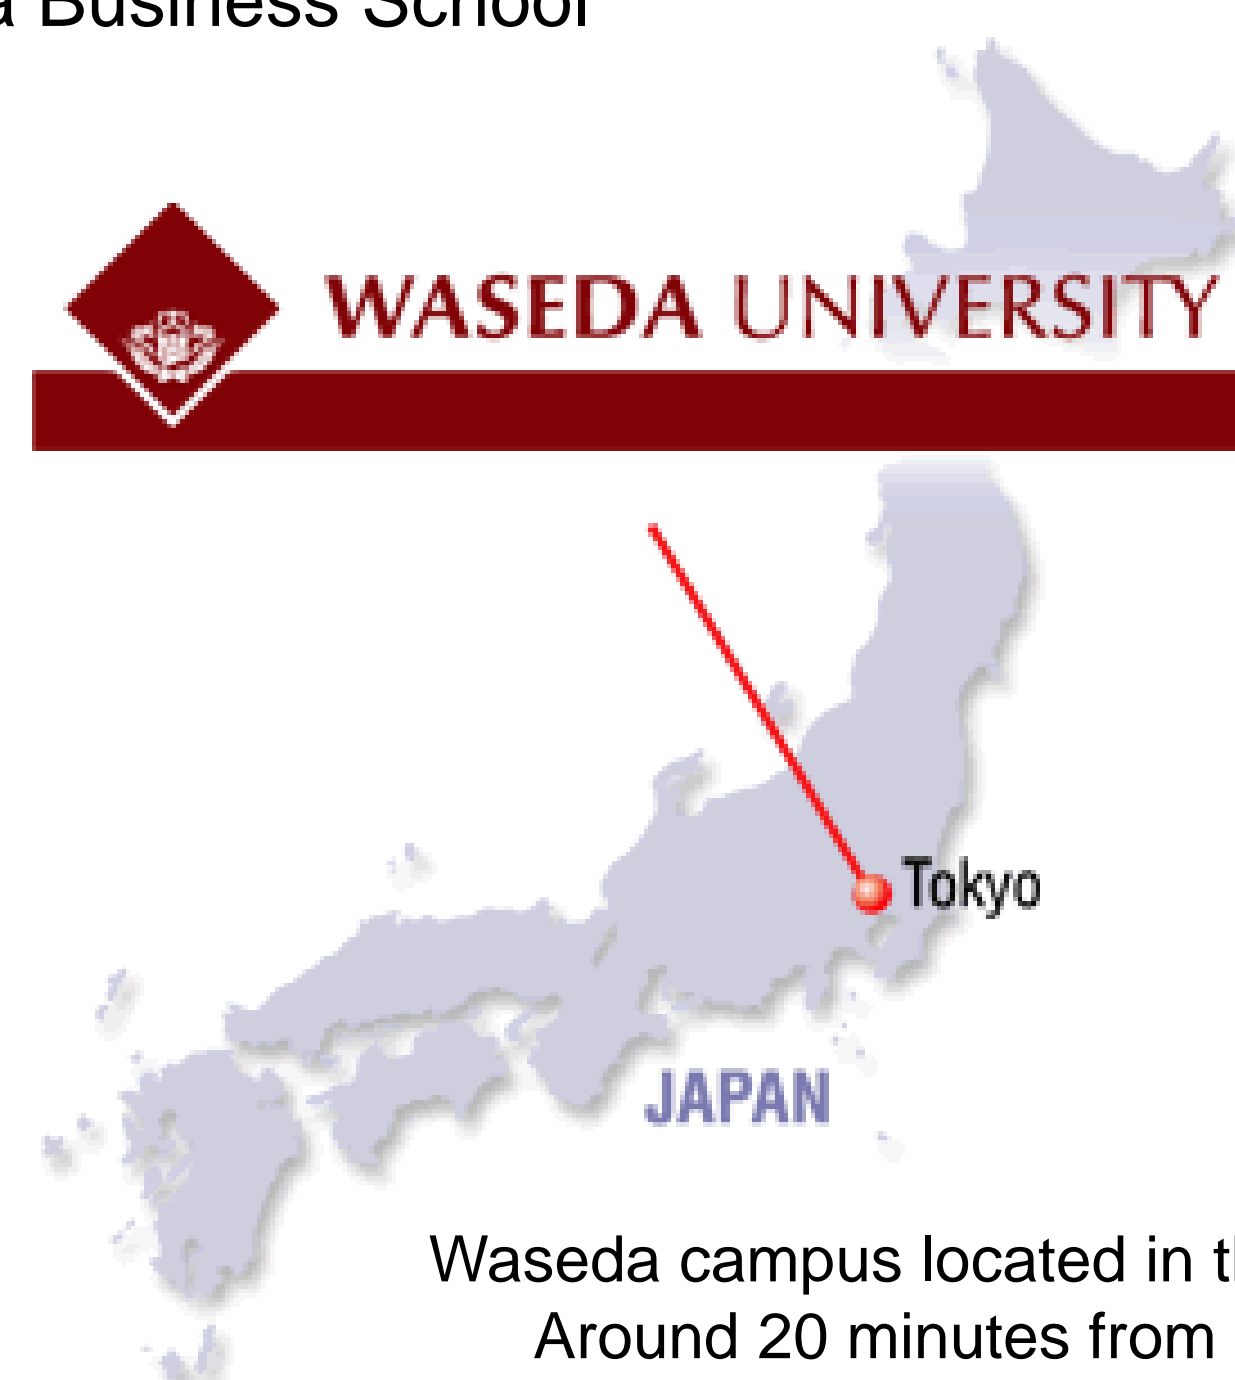 a Business School
WASEDA UNIVERSITY
Tokyo
JAPAN
Waseda campus located in t
Around 20 minutes from